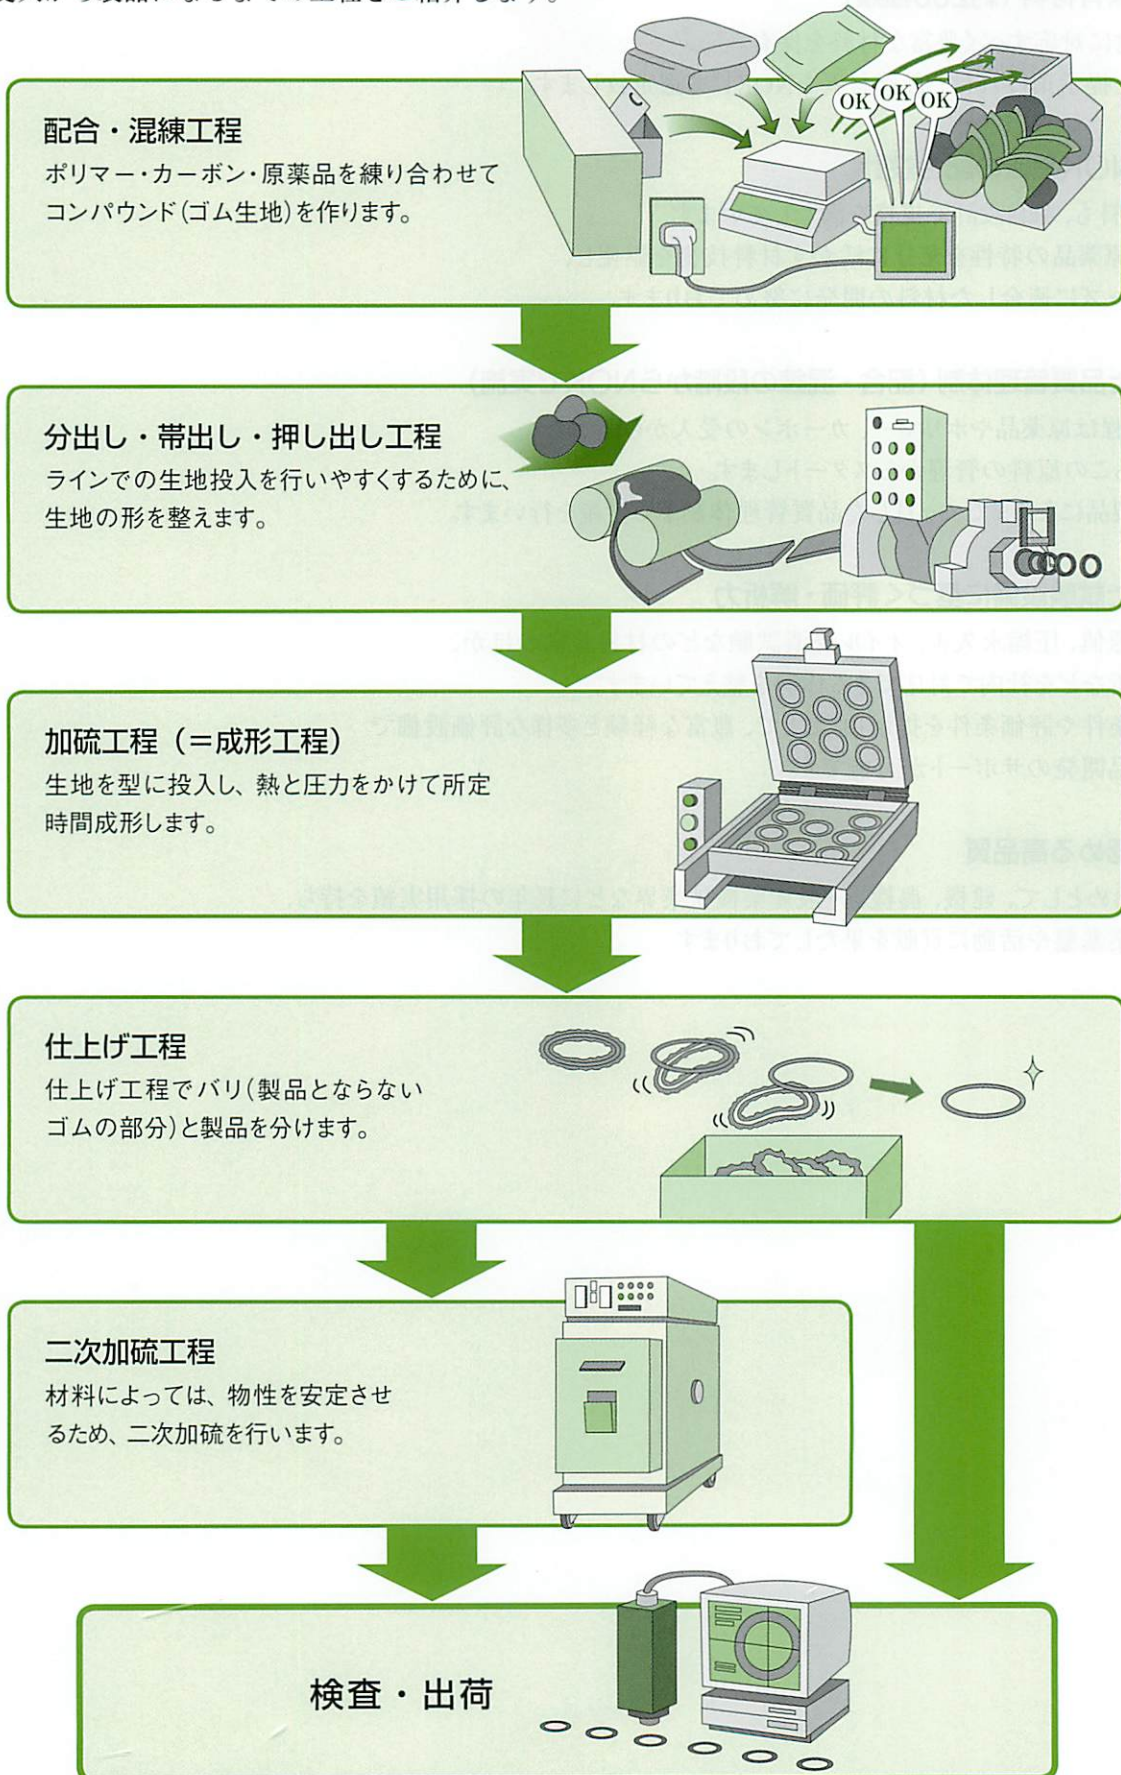 配合・混練工程
ポリマー・カーボン・原薬品を練り合わせて
コンパウンド(ゴム生地)を作ります。
OK OK OK
分出し・帯出し・押し出し工程
ラインでの生地投入を行いやすくするために、
生地の形を整えます。
加硫工程（＝成形工程）
生地を型に投入し、熱と圧力をかけて所定
時間成形します。
仕上げ工程
仕上げ工程でバリ(製品とならない
ゴムの部分)と製品を分けます。
二次加硫工程
材料によっては、物性を安定させ
るため、二次加硫を行います。
検査・出荷